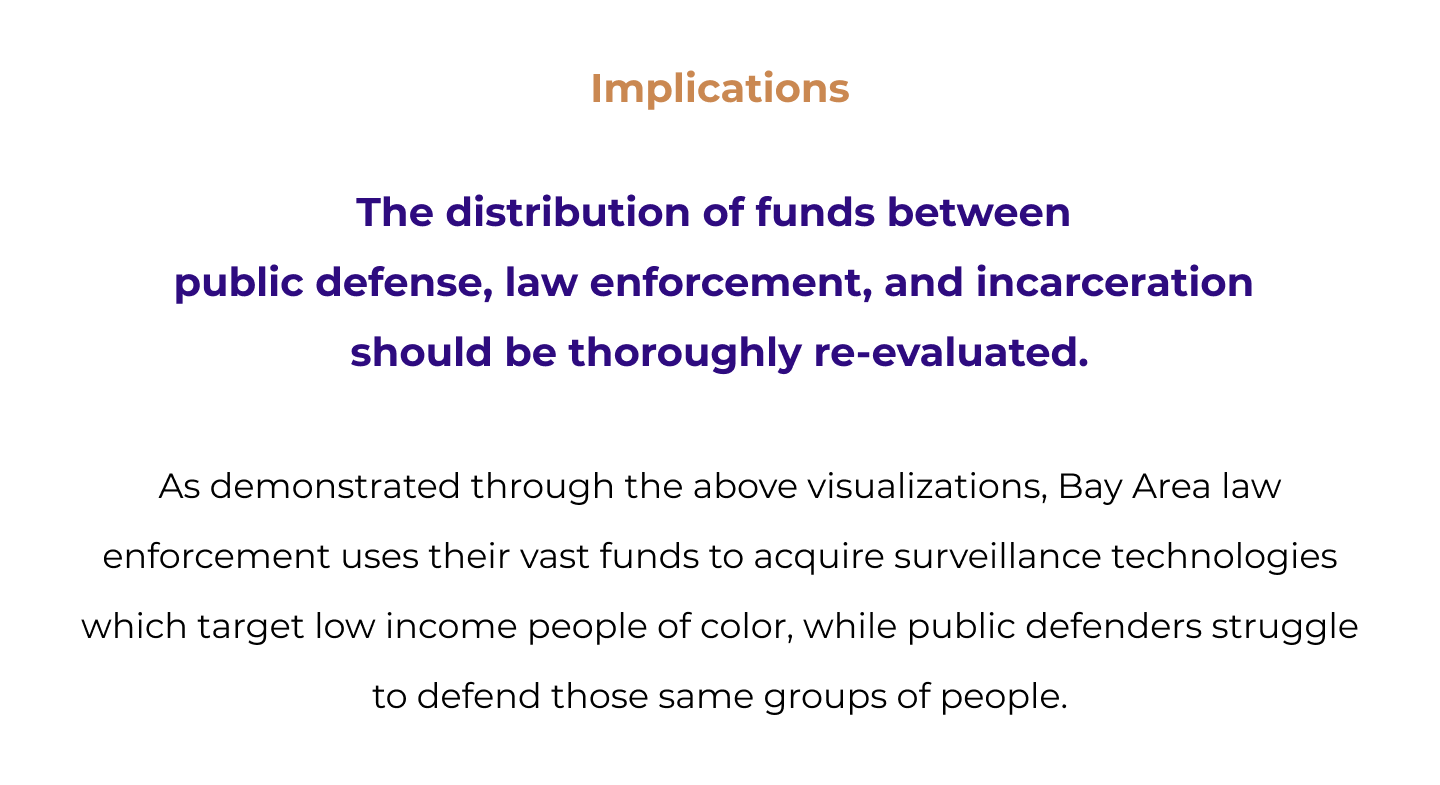 Implications
The distribution of funds between
public defense, law enforcement, and incarceration
should be thoroughly re-evaluated.
As demonstrated through the above visualizations, Bay Area law
enforcement uses their vast funds to acquire surveillance technologies
which target low income people of color, while public defenders struggle
to defend those same groups of people.